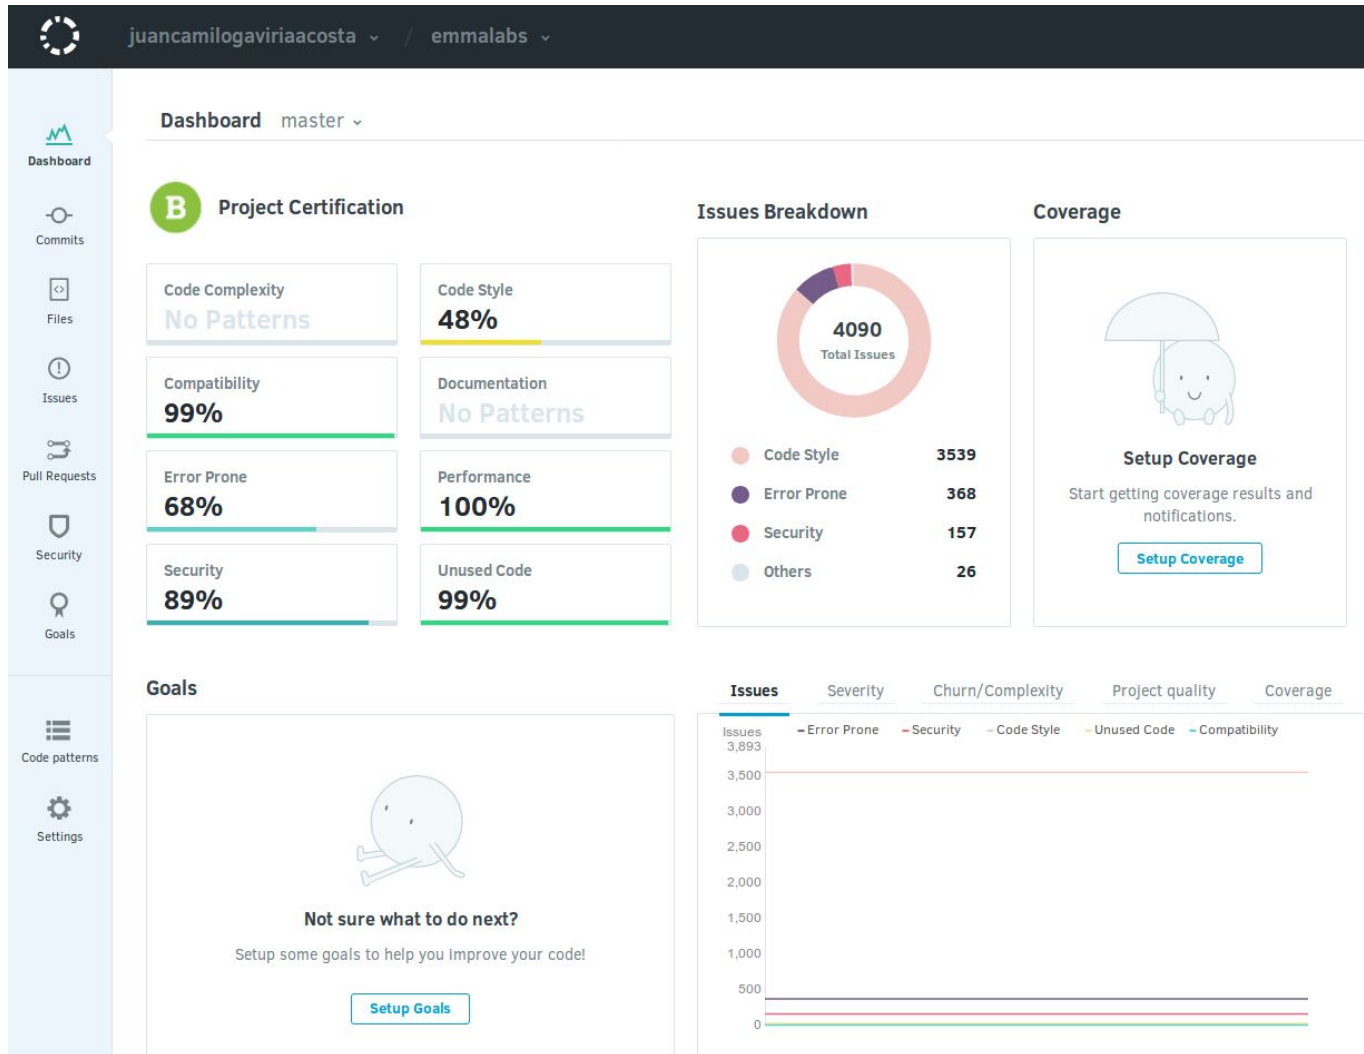 juancamilogaviriaacosta / emmalabs
Dashboard master
Dashboard
Commits
Files
Issues
Pull Requests
Security
Goals
Code patterns
Settings
B Project Certification
Code Complexity
No Patterns
Code Style
48%
Compatibility
99%
Documentation
No Patterns
Error Prone
68%
Performance
100%
Security
89%
Unused Code
99%
Issues Breakdown
4090
Total Issues
Code Style 3539
Error Prone 368
Security 157
Others 26
Coverage
Setup Coverage
Start getting coverage results and
notifications.
Setup Coverage
Goals
Not sure what to do next?
Setup some goals to help you improve your code!
Setup Goals
Issues Severity Churn/Complexity Project quality Coverage
Issues
Error Prone Security Code Style Unused Code Compatibility
3,893
3,500
3,000
2,500
2,000
1,500
1,000
500
0